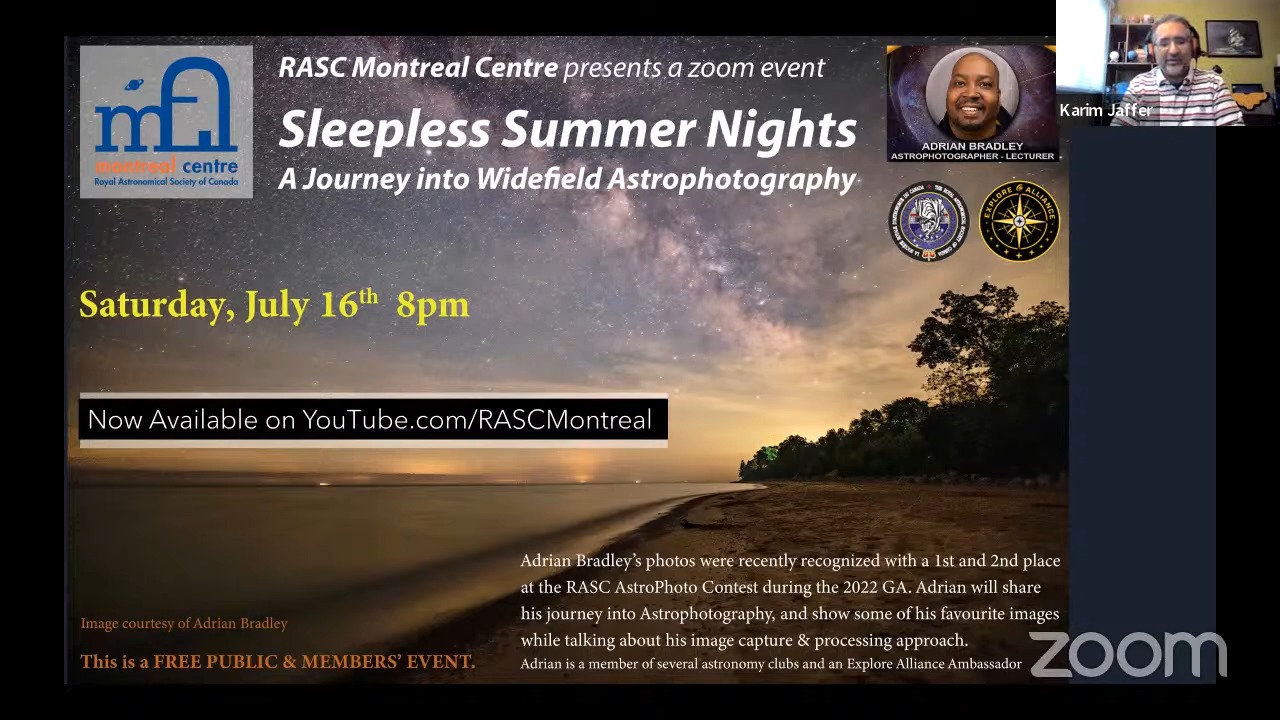 RASC Montreal Centre presents a zoom event
Sleepless Summer Nights
A Journey into Widefield Astrophotography
montreal centre
Royal Astronomical Society of Canada
ADRIAN BRADLEY
ASTROPHOTOGRAPHER - LECTURER
Karim Jaffer
EXPLORE ALLIANCE
Saturday, July 16th 8pm
Now Available on YouTube.com/RASCMontreal
Adrian Bradley’s photos were recently recognized with a 1st and 2nd place
at the RASC AstroPhoto Contest during the 2022 GA. Adrian will share
his journey into Astrophotography, and show some of his favourite images
while talking about his image capture & processing approach.
Adrian is a member of several astronomy clubs and an Explore Alliance Ambassador
Image courtesy of Adrian Bradley
This is a FREE PUBLIC & MEMBERS’ EVENT.
zoom